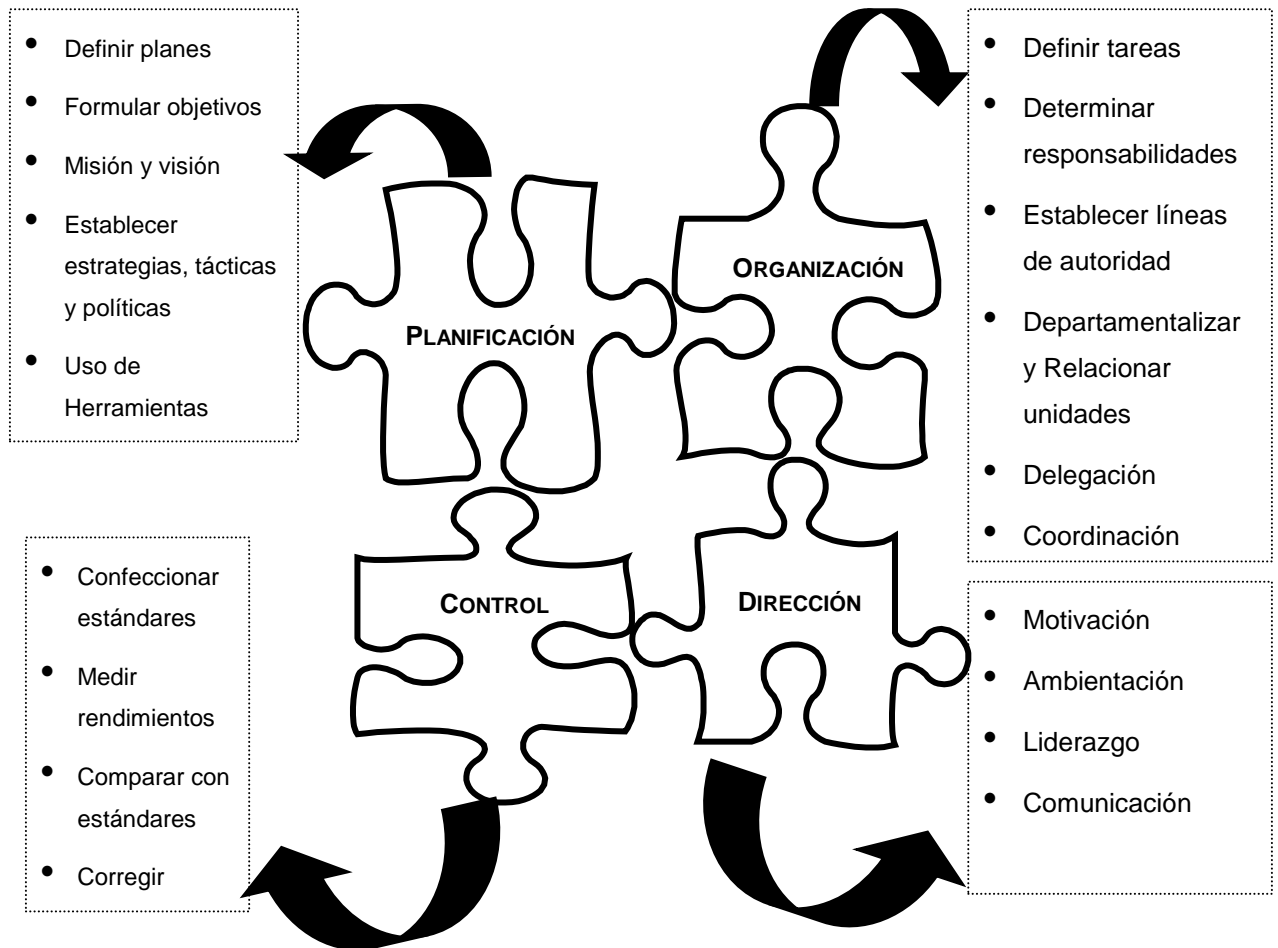 • Definir planes
• Formular objetivos
• Misión y visión
• Establecer
estrategias, tácticas
y políticas
• Uso de
Herramientas
PLANIFICACIÓN
ORGANIZACIÓN
• Definir tareas
• Determinar
responsabilidades
• Establecer líneas
de autoridad
• Departamentalizar
y Relacionar
unidades
• Delegación
• Coordinación
• Confeccionar
estándares
• Medir
rendimientos
• Comparar con
estándares
• Corregir
CONTROL
DIRECCIÓN
• Motivación
• Ambientación
• Liderazgo
• Comunicación